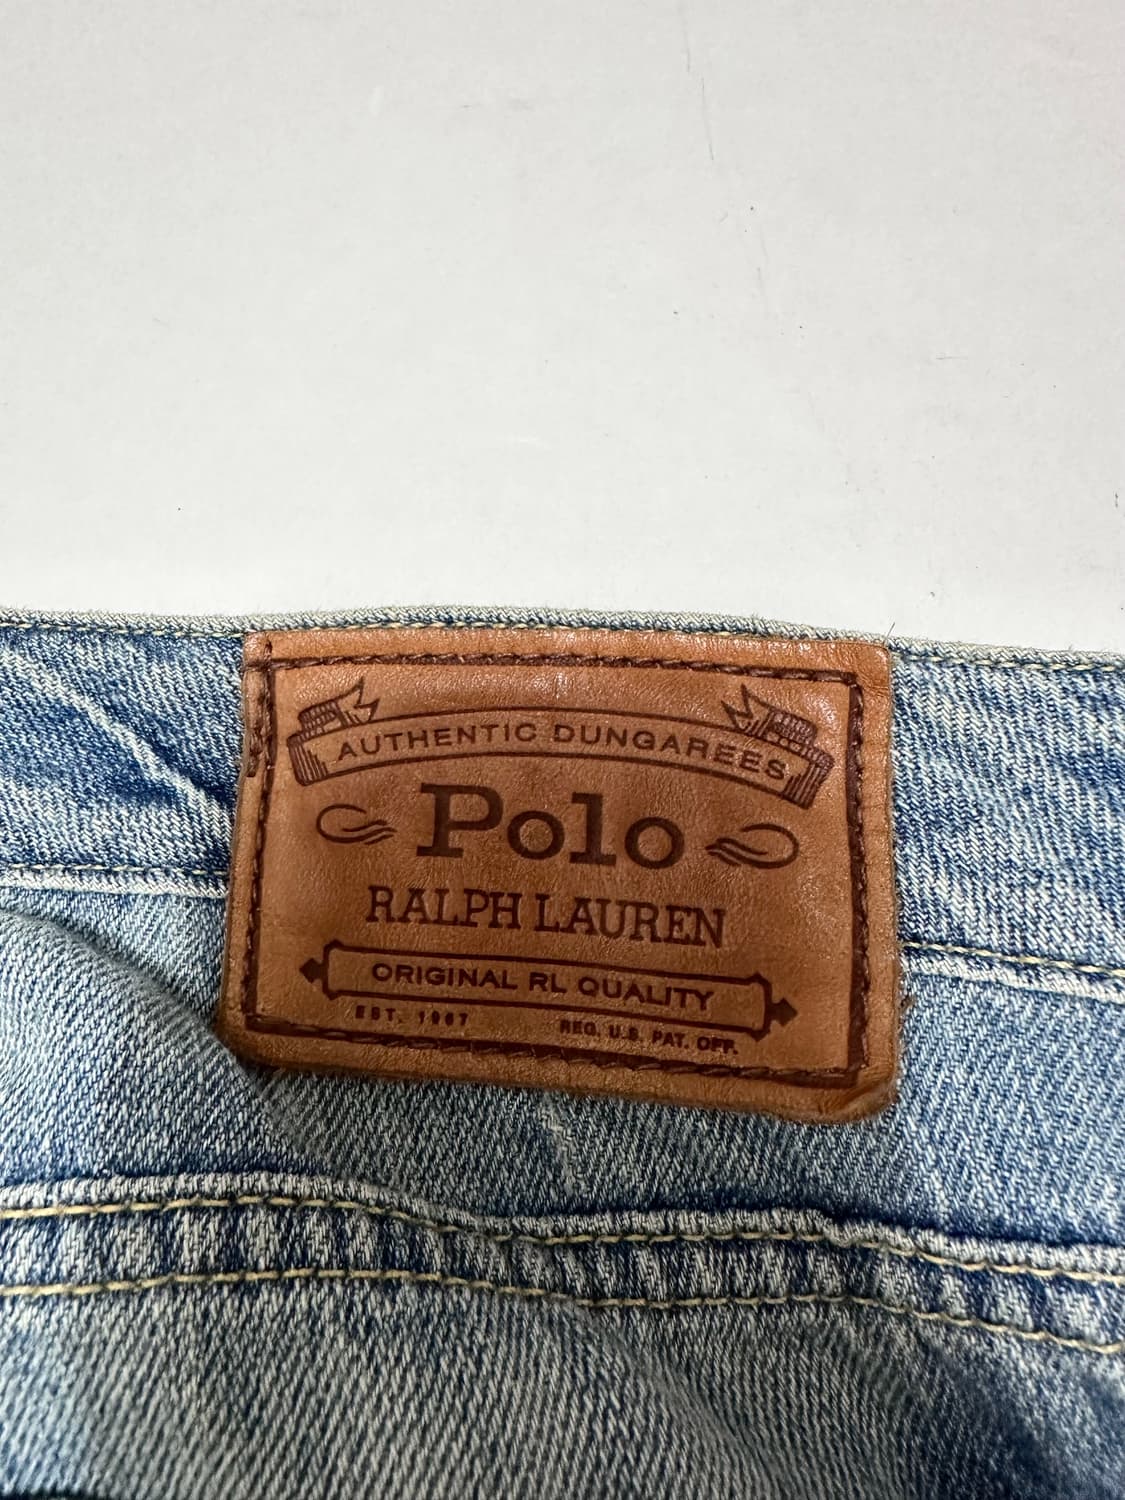 AUTHENTIC DUNGAREES
Polo
RALPH LAUREN
ORIGINAL RL QUALITY
EST. 1967 REG. U.S. PAT. OFF.